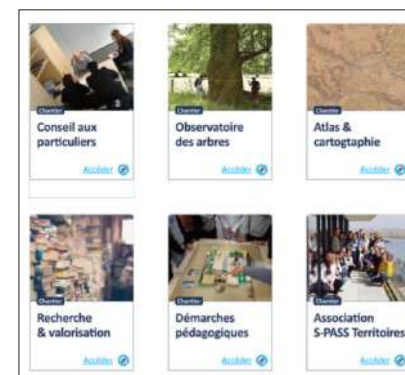 Chantier
Conseil aux
particuliers
Accéder
Chantier
Observatoire
des arbres
Accéder
Chantier
Atlas &
cartogtaphie
Accéder
Chantier
Recherche
& valorisation
Accéder
Chantier
Démarches
pédagogiques
Accéder
Chantier
Association
S-PASS Territoires
Accéder